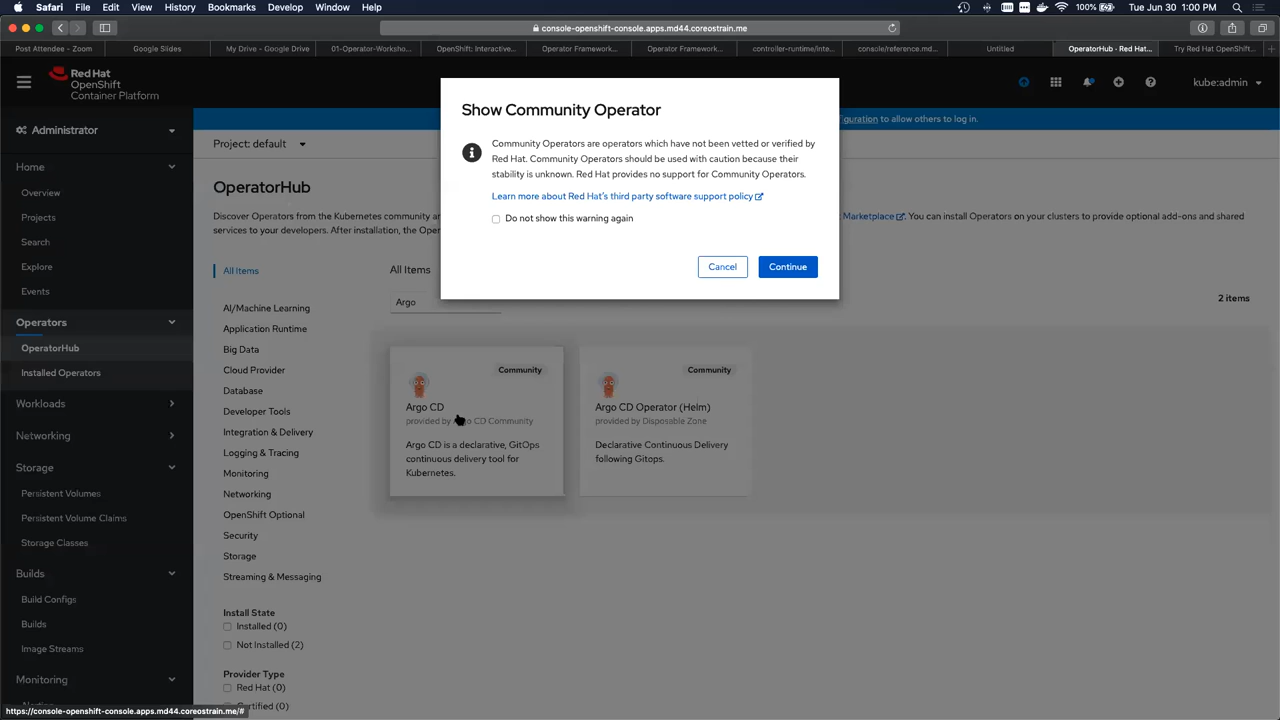 Safari File Edit View History Bookmarks Develop Window Help 100% Tue Jun 2 1:00 PM
console-openshift-console.apps.md44.coreostrain.me
Post Attendee - Zoom Google Slides My Drive - Google Drive 01-Operator-Worksho... OpenShift: Interactive... Operator Framework... Operator Framework... controller-runtime/inte... console/reference.md... Untitled OperatorHub - Red Hat... Try Red Hat OpenShift...
Red Hat
OpenShift
Container Platform
kube:admin
Administrator
Home
Overview
Projects
Search
Explore
Events
Operators
OperatorHub
Installed Operators
Workloads
Networking
Storage
Persistent Volumes
Persistent Volume Claims
Storage Classes
Builds
Build Configs
Builds
Image Streams
Monitoring
https://console-openshift-console.apps.md44.coreostrain.me/#
to allow others to log in.
Project: default
OperatorHub
Discover Operators from the Kubernetes community
Marketplace. You can install Operators on your clusters to provide optional add-ons and shared
services to your developers. After installation, the
All Items
AI/Machine Learning
Application Runtime
Big Data
Cloud Provider
Database
Developer Tools
Integration & Delivery
Logging & Tracing
Monitoring
Networking
OpenShift Optional
Security
Storage
Streaming & Messaging
Install State
Installed (0)
Not Installed (2)
Provider Type
Red Hat (0)
Certified (0)
All Items
Argo
2 items
Community
Argo CD
provided by Argo CD Community
Argo CD is a declarative, GitOps
continuous delivery tool for
Kubernetes.
Community
Argo CD Operator (Helm)
provided by Disposable Zone
Declarative Continuous Delivery
following Gitops.
Show Community Operator
Community Operators are operators which have not been vetted or verified by
Red Hat. Community Operators should be used with caution because their
stability is unknown. Red Hat provides no support for Community Operators.
Learn more about Red Hat's third party software support policy
Do not show this warning again
Cancel Continue